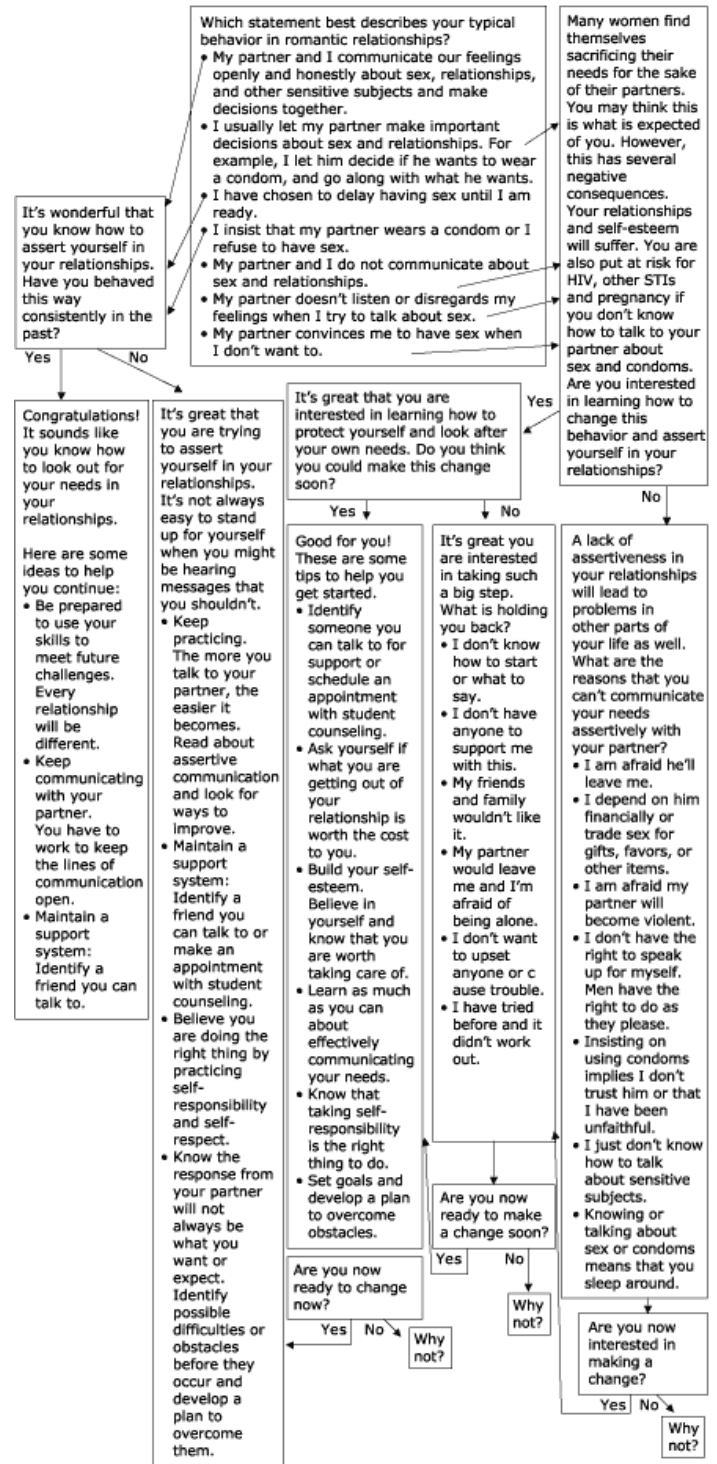 Which statement best describes your typical
behavior in romantic relationships?
• My partner and I communicate our feelings
openly and honestly about sex, relationships,
and other sensitive subjects and make
decisions together.
• I usually let my partner make important
decisions about sex and relationships. For
example, I let him decide if he wants to wear
a condom, and go along with what he wants.
• I have chosen to delay having sex until I am
ready.
• I insist that my partner wears a condom or I
refuse to have sex.
• My partner and I do not communicate about
sex and relationships.
• My partner doesn't listen or disregards my
feelings when I try to talk about sex.
• My partner convinces me to have sex when
I don't want to.
Many women find
themselves
sacrificing their
needs for the sake
of their partners.
You may think this
is what is expected
of you. However,
this has several
negative
consequences.
Your relationships
and self-esteem
will suffer. You are
also put at risk for
HIV, other STIs
and pregnancy if
you don't know
how to talk to your
partner about
sex and condoms.
Are you interested
in learning how to
change this
behavior and assert
yourself in your
relationships?
It's wonderful that
you know how to
assert yourself in
your relationships.
Have you behaved
this way
consistently in the
past?
Yes
No
Congratulations!
It sounds like
you know how
to look out for
your needs in
your
relationships.
Here are some
ideas to help
you continue:
• Be prepared
to use your
skills to
meet future
challenges.
Every
relationship
will be
different.
• Keep
communicating
with your
partner.
You have to
work to keep
the lines of
communication
open.
• Maintain a
support
system:
Identify a
friend you can
talk to.
It's great that
you are trying
to assert
yourself in your
relationships.
It's not always
easy to stand
up for yourself
when you might
be hearing
messages that
you shouldn't.
• Keep
practicing.
The more you
talk to your
partner, the
easier it
becomes.
Read about
assertive
communication
and look for
ways to
improve.
• Maintain a
support
system:
Identify a
friend you
can talk to or
make an
appointment
with student
counseling.
• Believe you
are doing the
right thing by
practicing
self-
responsibility
and self-
respect.
• Know the
response from
your partner
will not
always be
what you
want or
expect.
Identify
possible
difficulties or
obstacles
before they
occur and
develop a
plan to
overcome
them.
It's great that you are
interested in learning how to
protect yourself and look after
your own needs. Do you think
you could make this change
soon?
Yes
Yes
No
No
Good for you!
These are some
tips to help you
get started.
• Identify
someone you
can talk to for
support or
schedule an
appointment
with student
counseling.
• Ask yourself if
what you are
getting out of
your
relationship is
worth the cost
to you.
• Build your self-
esteem.
Believe in
yourself and
know that you
are worth
taking care of.
• Learn as much
as you can
about
effectively
communicating
your needs.
• Know that
taking self-
responsibility
is the right
thing to do.
• Set goals and
develop a plan
to overcome
obstacles.
Are you now
ready to change
now?
Yes
No
Why
not?
It's great you
are interested
in taking such
a big step.
What is holding
you back?
• I don't know
how to start
or what to
say.
• I don't have
anyone to
support me
with this.
• My friends
and family
wouldn't like
it.
• My partner
would leave
me and I'm
afraid of
being alone.
• I don't want
to upset
anyone or c
ause trouble.
• I have tried
before and it
didn't work
out.
Are you now
ready to make
a change soon?
Yes
No
Why
not?
A lack of
assertiveness in
your relationships
will lead to
problems in
other parts of
your life as well.
What are the
reasons that you
can't communicate
your needs
assertively with
your partner?
• I am afraid he'll
leave me.
• I depend on him
financially or
trade sex for
gifts, favors, or
other items.
• I am afraid my
partner will
become violent.
• I don't have the
right to speak
up for myself.
Men have the
right to do as
they please.
• Insisting on
using condoms
implies I don't
trust him or that
I have been
unfaithful.
• I just don't know
how to talk
about sensitive
subjects.
• Knowing or
talking about
sex or condoms
means that you
sleep around.
Are you now
interested in
making a
change?
Yes
No
Why
not?